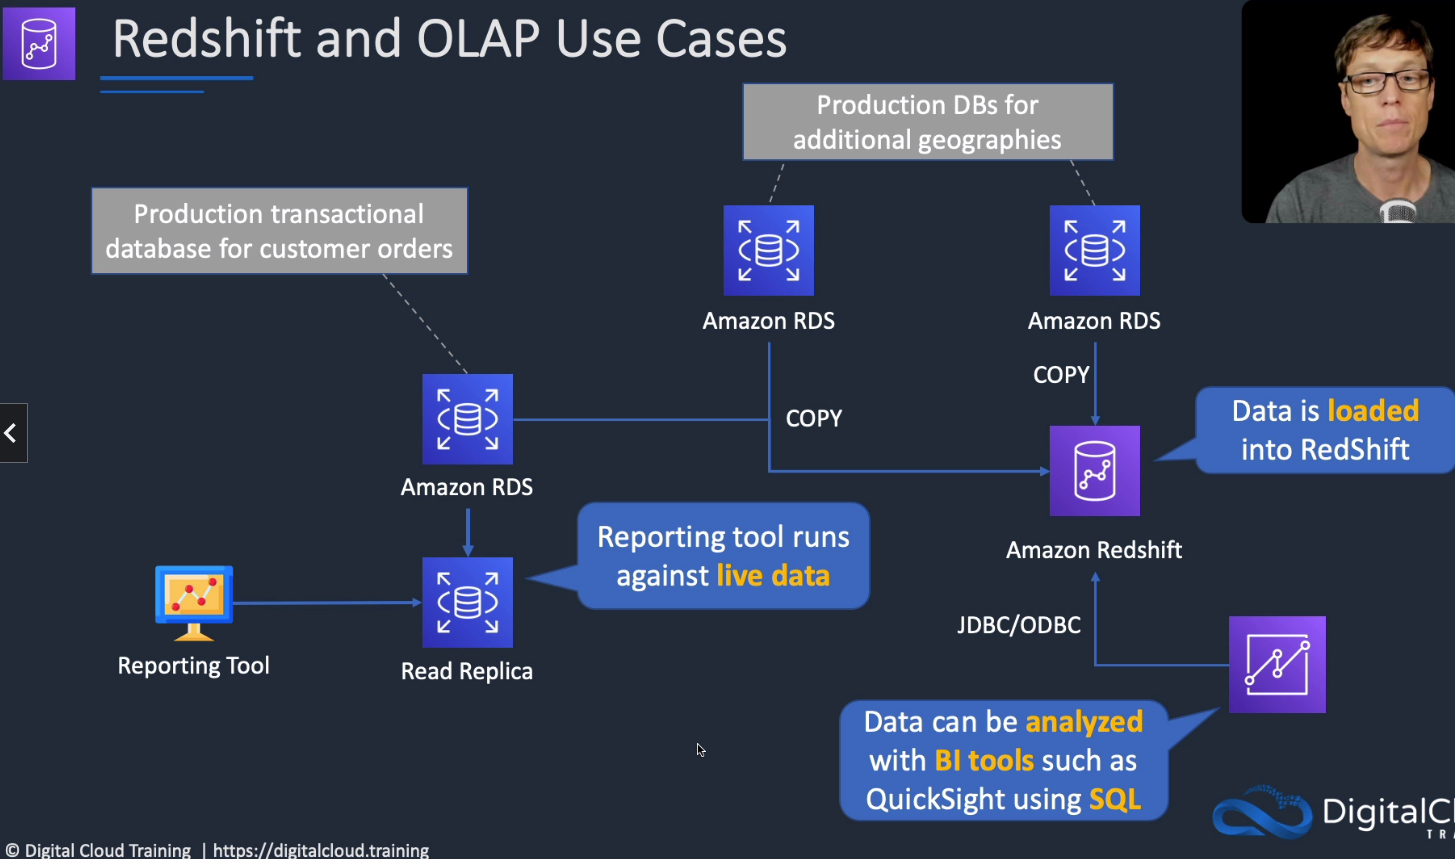 Redshift and OLAP Use Cases
Production DBs for
additional geographies
Production transactional
database for customer orders
Amazon RDS
Amazon RDS
COPY
COPY
Data is loaded
into RedShift
Amazon RDS
Reporting tool runs
against live data
Amazon Redshift
JDBC/ODBC
Reporting Tool
Read Replica
Data can be analyzed
with BI tools such as
QuickSight using SQL
© Digital Cloud Training | https://digitalcloud.training